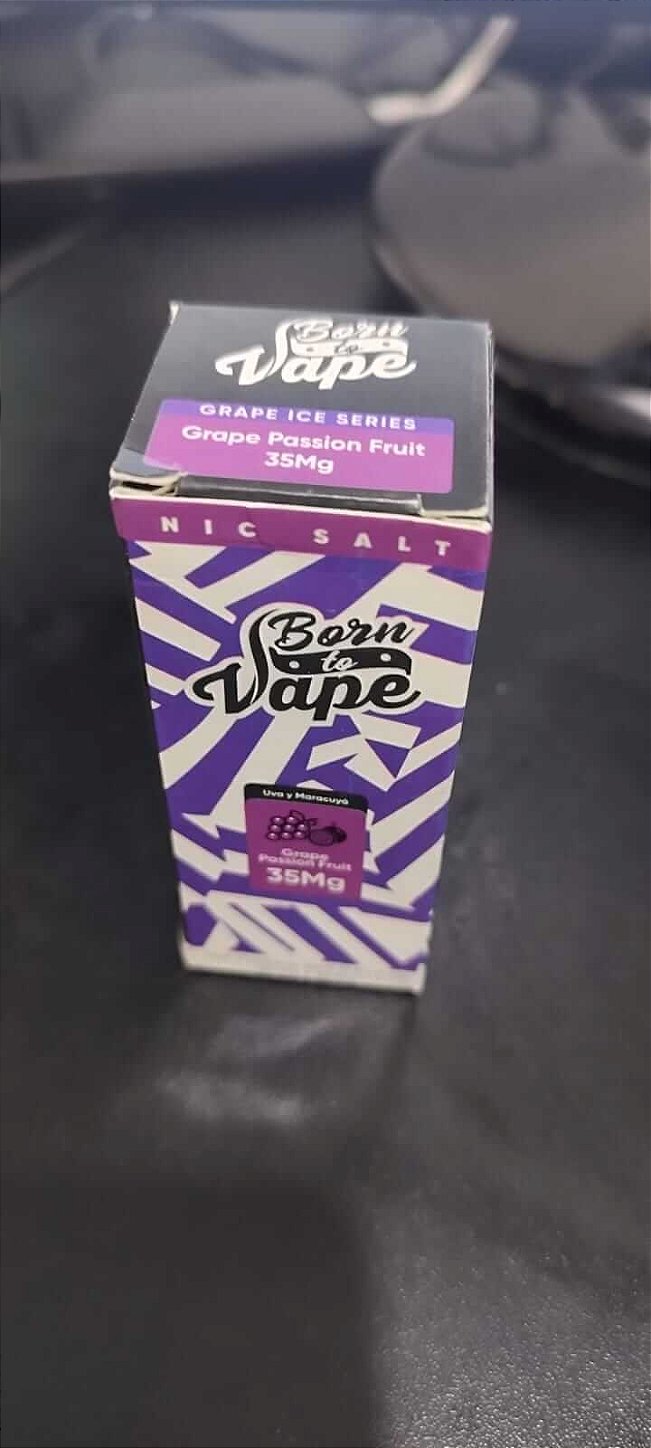 Born
to
Vape
GRAPE ICE SERIES
Grape Passion Fruit
35Mg
NIC SALT
Born
to
Vape
Uva y Maracuyá
Grape
Passion Fruit
35Mg